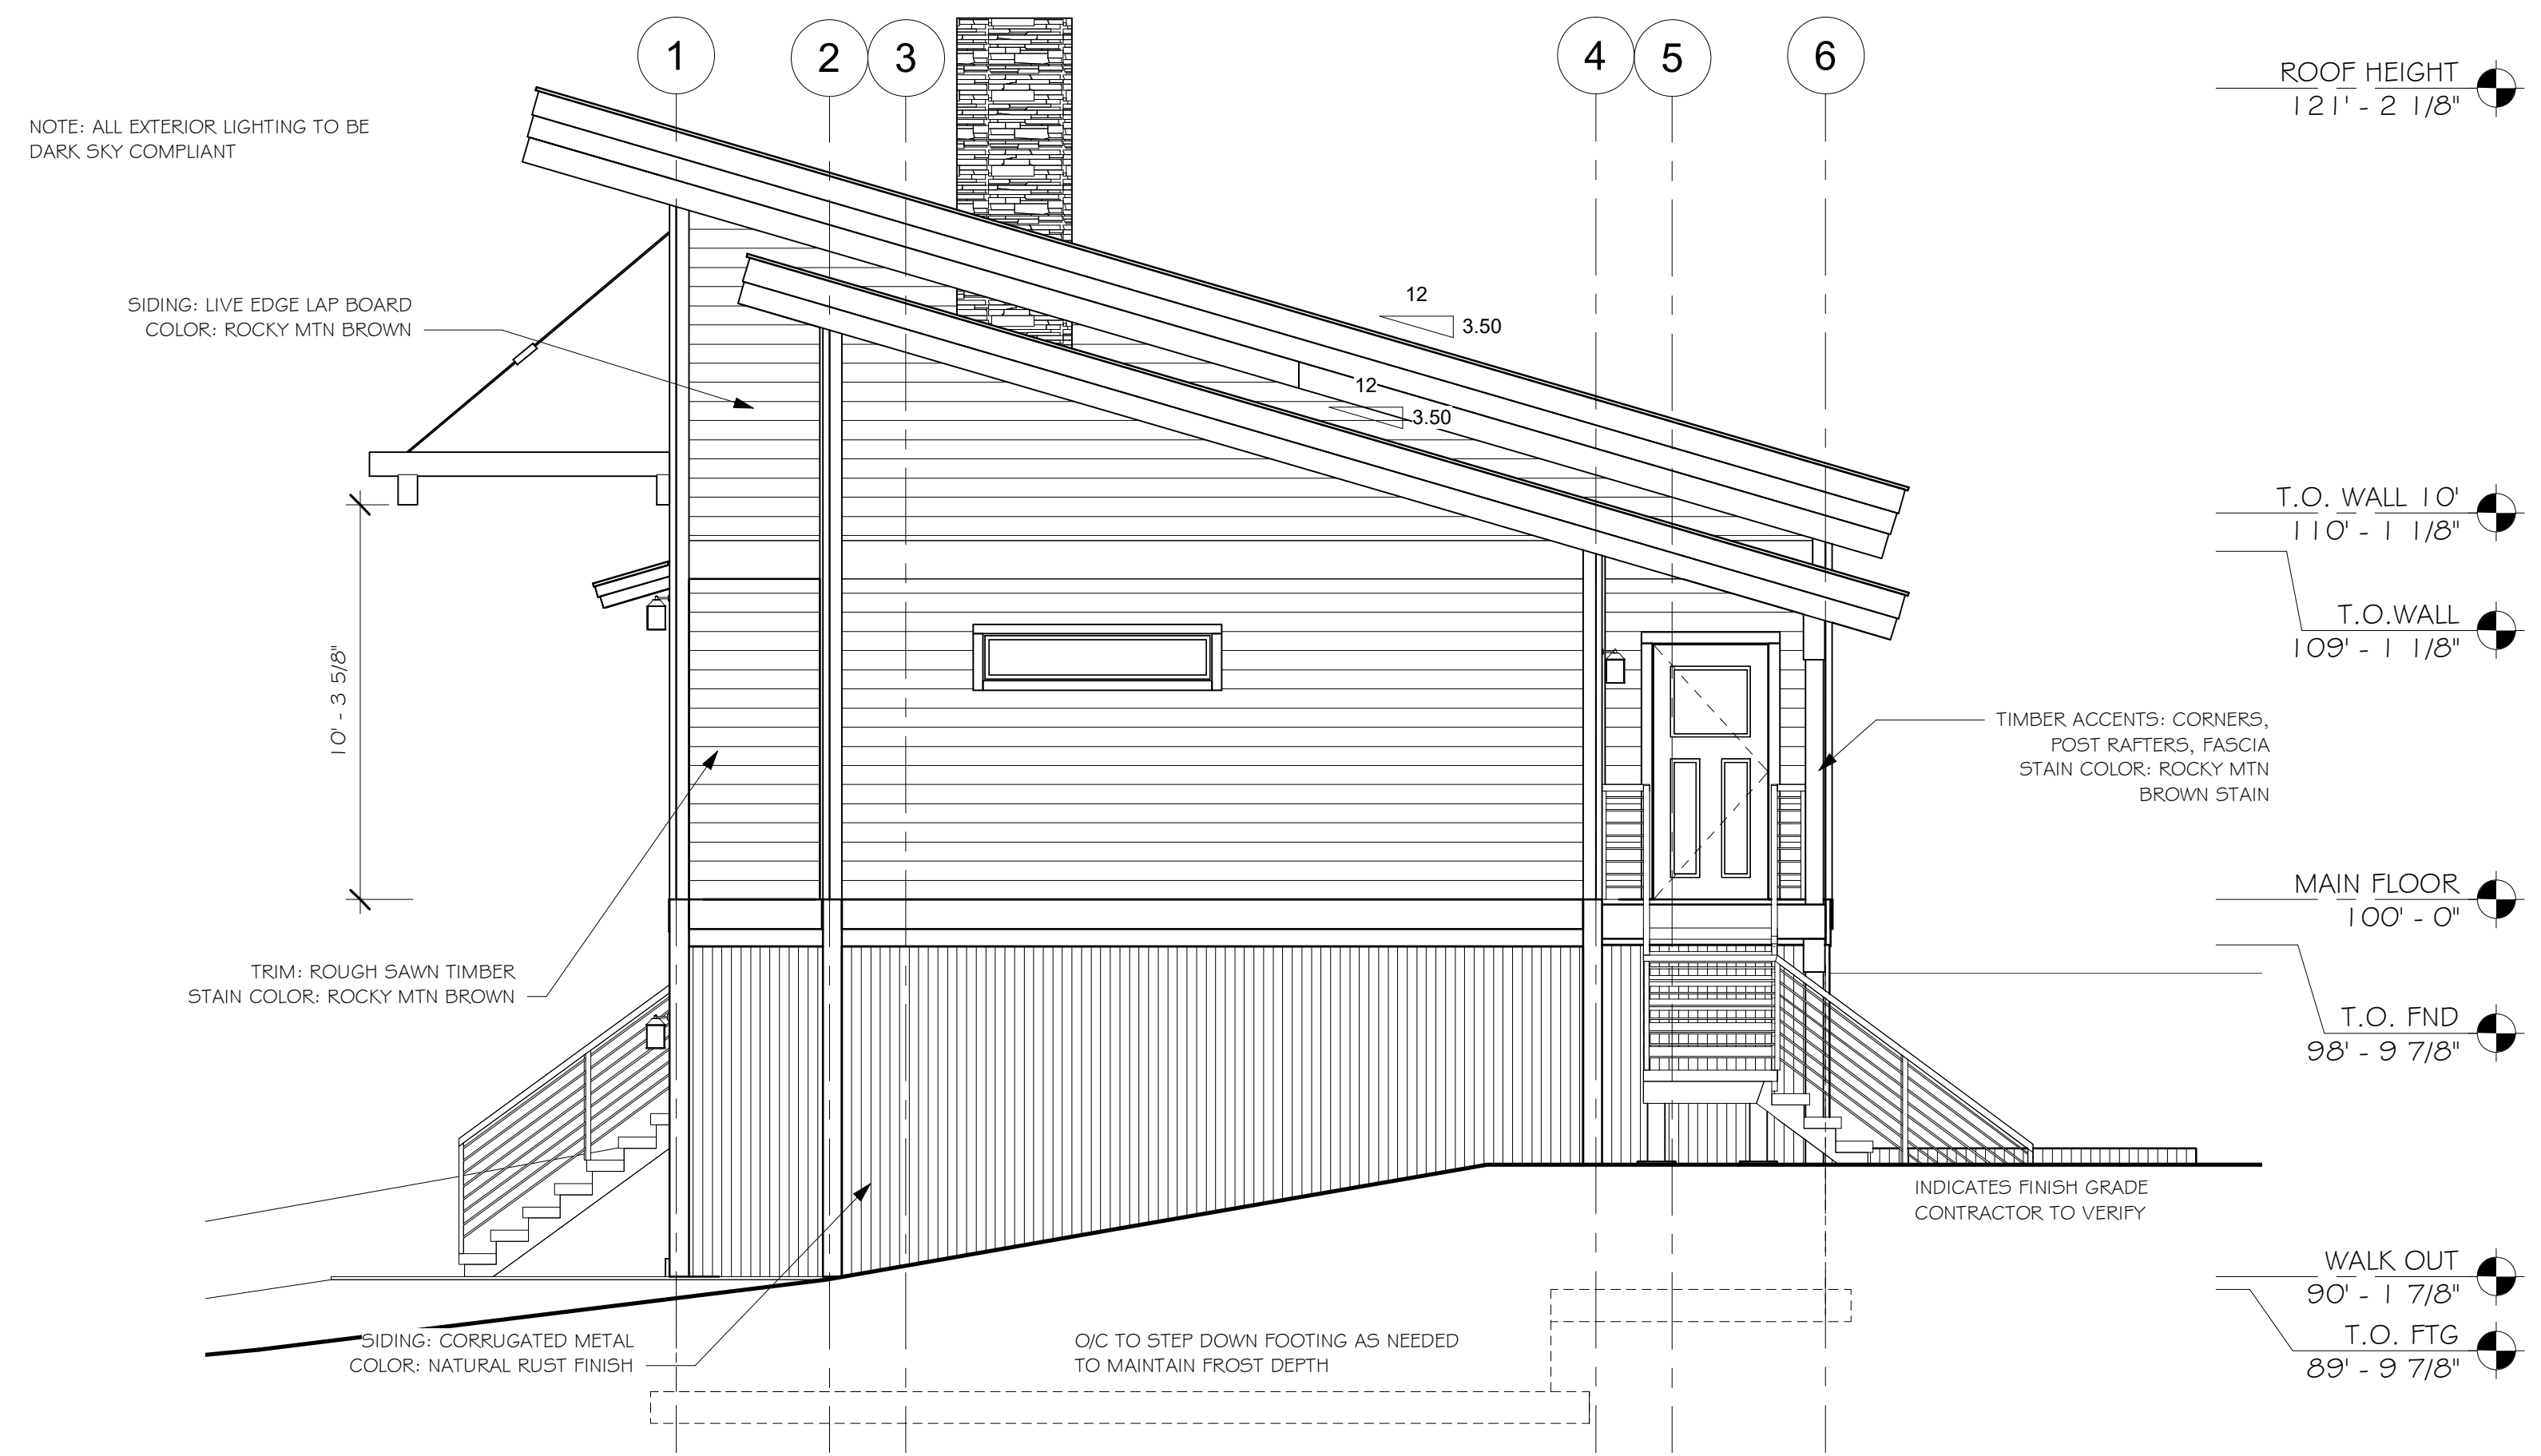 1
2
3
4
5
6
ROOF HEIGHT
121' - 2 1/8"
NOTE: ALL EXTERIOR LIGHTING TO BE
DARK SKY COMPLIANT
SIDING: LIVE EDGE LAP BOARD
COLOR: ROCKY MTN BROWN
12
3.50
12
3.50
T.O. WALL 10'
110' - 1 1/8"
T.O.WALL
109' - 1 1/8"
10' - 3 5/8"
TIMBER ACCENTS: CORNERS,
POST RAFTERS, FASCIA
STAIN COLOR: ROCKY MTN
BROWN STAIN
MAIN FLOOR
100' - 0"
TRIM: ROUGH SAWN TIMBER
STAIN COLOR: ROCKY MTN BROWN
T.O. FND
98' - 9 7/8"
INDICATES FINISH GRADE
CONTRACTOR TO VERIFY
WALK OUT
90' - 1 7/8"
SIDING: CORRUGATED METAL
COLOR: NATURAL RUST FINISH
O/C TO STEP DOWN FOOTING AS NEEDED
TO MAINTAIN FROST DEPTH
T.O. FTG
89' - 9 7/8"